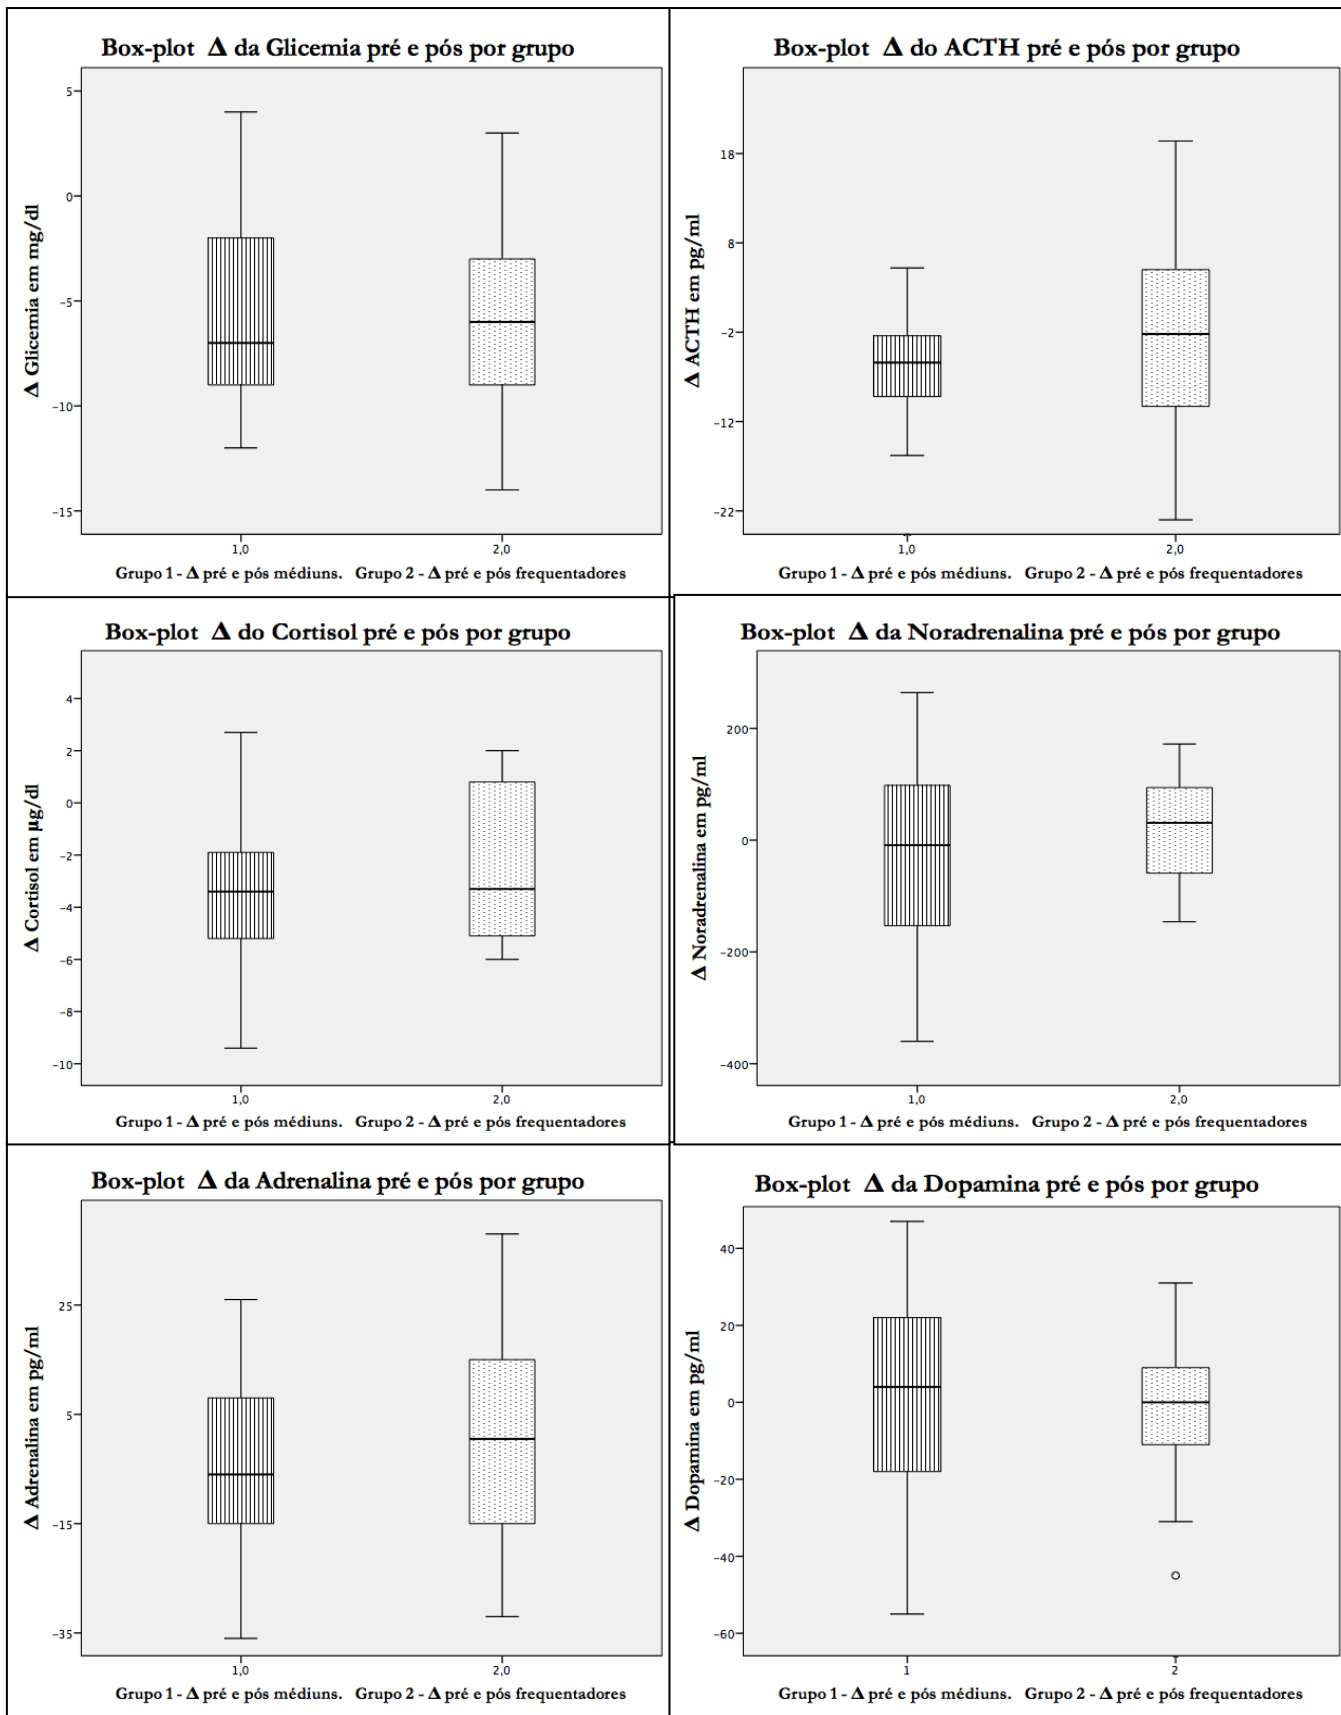 Box-plot Δ da Glicemia pré e pós por grupo
Δ Glicemia em mg/dl
5
0
-5
-10
-15
1,0
2,0
Grupo 1 - Δ pré e pós médiuns. Grupo 2 - Δ pré e pós frequentadores
Box-plot Δ do ACTH pré e pós por grupo
Δ ACTH em pg/ml
18
8
-2
-12
-22
1,0
2,0
Grupo 1 - Δ pré e pós médiuns. Grupo 2 - Δ pré e pós frequentadores
Box-plot Δ do Cortisol pré e pós por grupo
Δ Cortisol em µg/dl
4
2
0
-2
-4
-6
-8
-10
1,0
2,0
Grupo 1 - Δ pré e pós médiuns. Grupo 2 - Δ pré e pós frequentadores
Box-plot Δ da Noradrenalina pré e pós por grupo
Δ Noradrenalina em pg/ml
200
0
-200
-400
1,0
2,0
Grupo 1 - Δ pré e pós médiuns. Grupo 2 - Δ pré e pós frequentadores
Box-plot Δ da Adrenalina pré e pós por grupo
Δ Adrenalina em pg/ml
25
5
-15
-35
1,0
2,0
Grupo 1 - Δ pré e pós médiuns. Grupo 2 - Δ pré e pós frequentadores
Box-plot Δ da Dopamina pré e pós por grupo
Δ Dopamina em pg/ml
40
20
0
-20
-40
-60
1
2
Grupo 1 - Δ pré e pós médiuns. Grupo 2 - Δ pré e pós frequentadores